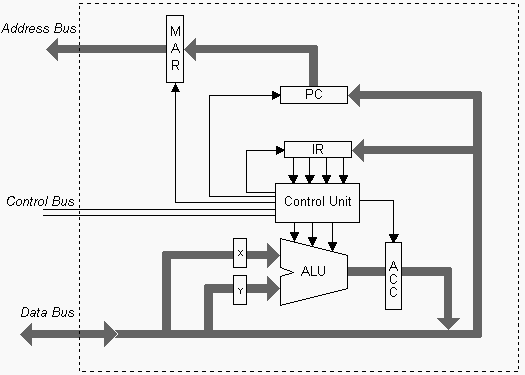 Address Bus
M
A
R
PC
IR
Control Bus
Control Unit
X
ALU
A
C
C
Y
Data Bus